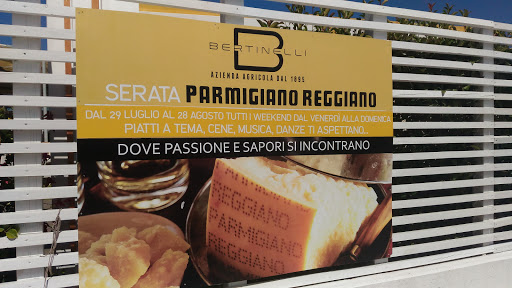 B
BERTINELLI
AZIENDA AGRICOLA DAL 1895
SERATA PARMIGIANO REGGIANO
DAL 29 LUGLIO AL 28 AGOSTO TUTTI I WEEKEND DAL VENERDÌ ALLA DOMENICA
PIATTI A TEMA, CENE, MUSICA, DANZE TI ASPETTANO...
DOVE PASSIONE E SAPORI SI INCONTRANO
REGGIANO
PARMIGIANO
REGGIANO